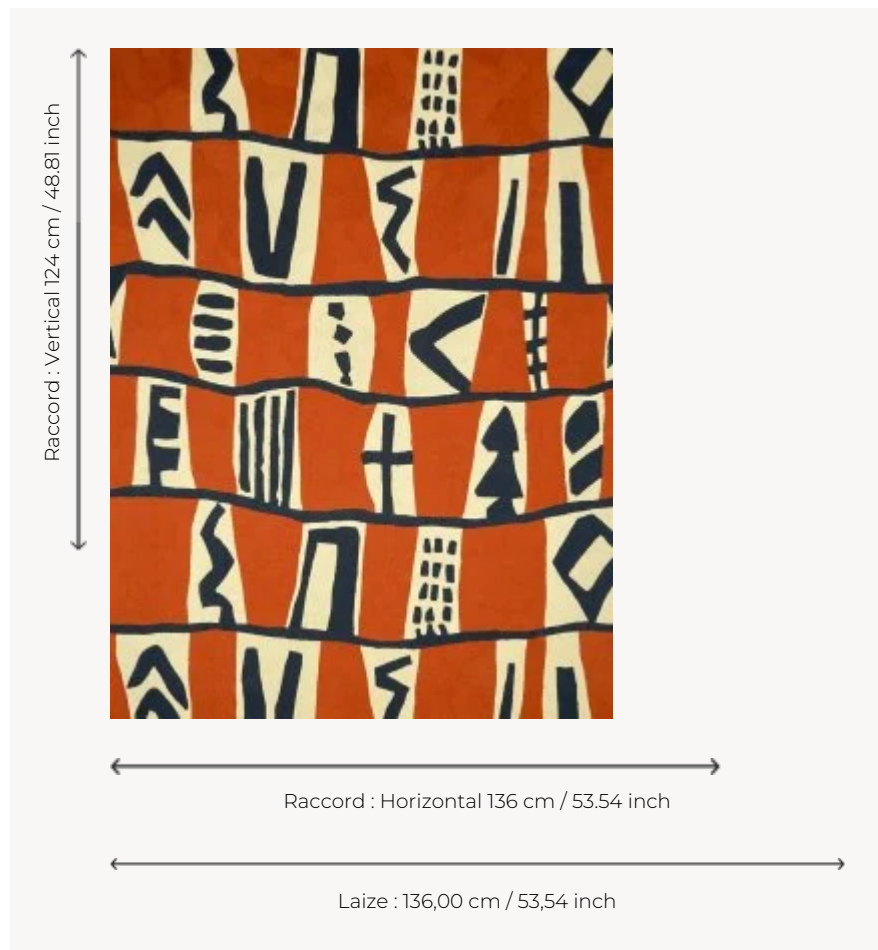 Raccord : Vertical 124 cm / 48.81 inch
Raccord : Horizontal 136 cm / 53.54 inch
Laize : 136,00 cm / 53,54 inch